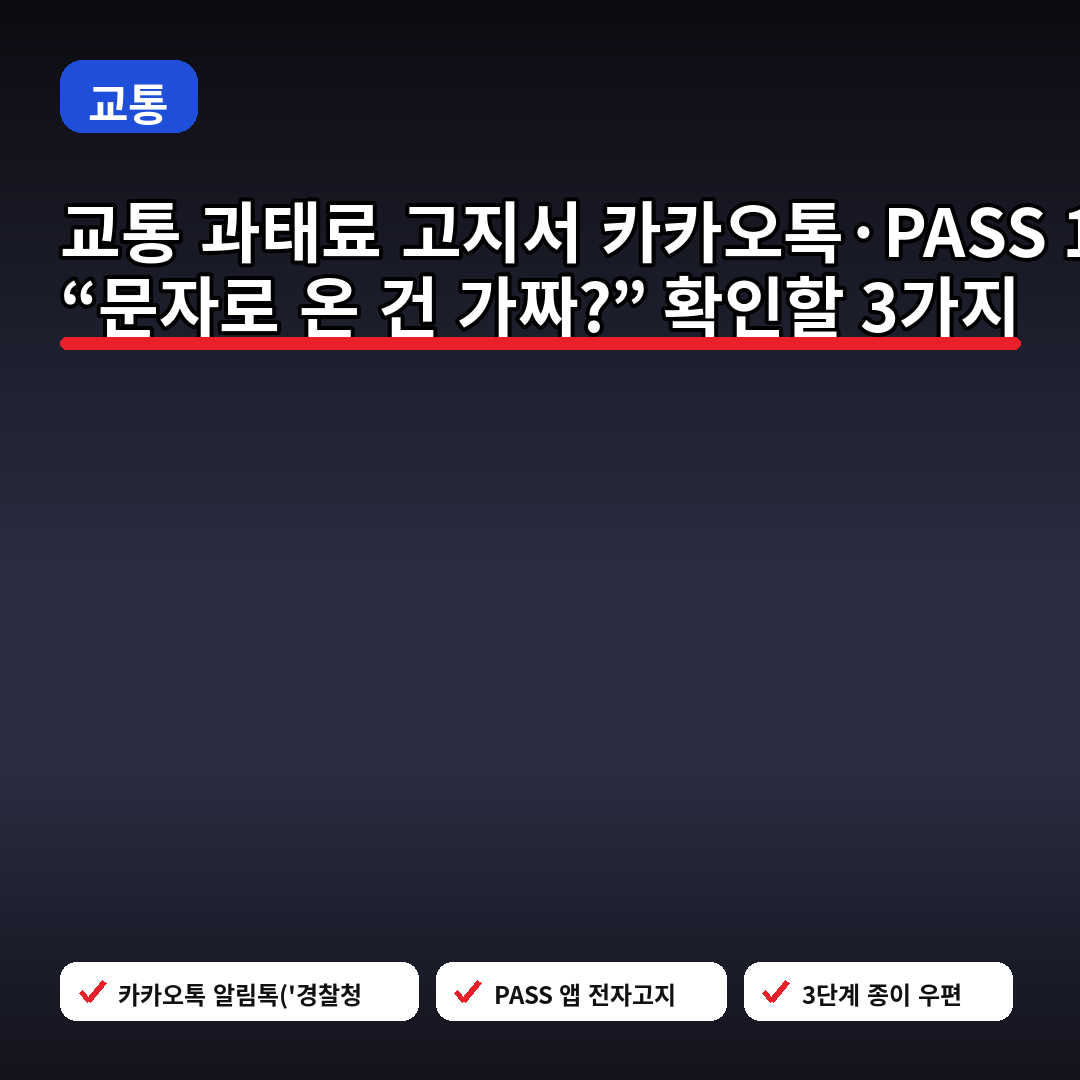 교통
교통 과태료 고지서 카카오톡·PASS
“문자로 온 건 가짜?” 확인할 3가지
카카오톡 알림톡('경찰청
PASS 앱 전자고지
3단계 종이 우편